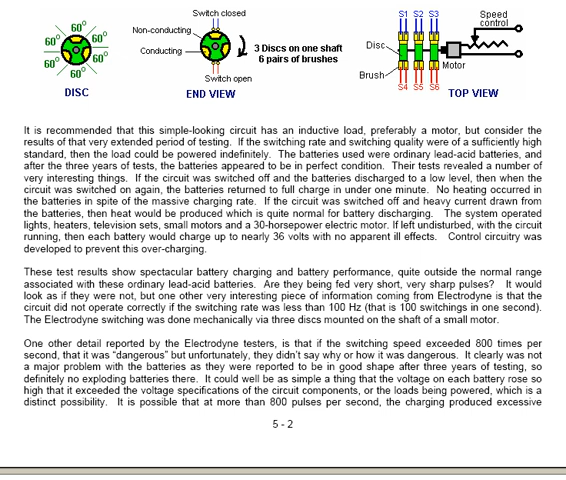 60° 60° 60° 60° 60° 60°
DISC
Switch closed
Non-conducting
Conducting
Switch open
END VIEW
3 Discs on one shaft
6 pairs of brushes
S1 S2 S3
Speed
control
Disc
Motor
Brush
S4 S5 S6
TOP VIEW
It is recommended that this simple-looking circuit has an inductive load, preferably a motor, but consider the
results of that very extended period of testing. If the switching rate and switching quality were of a sufficiently high
standard, then the load could be powered indefinitely. The batteries used were ordinary lead-acid batteries, and
after the three years of tests, the batteries appeared to be in perfect condition. Their tests revealed a number of
very interesting things. If the circuit was switched off and the batteries discharged to a low level, then when the
circuit was switched on again, the batteries returned to full charge in under one minute. No heating occurred in
the batteries in spite of the massive charging rate. If the circuit was switched off and heavy current drawn from
the batteries, then heat would be produced which is quite normal for battery discharging. The system operated
lights, heaters, television sets, small motors and a 30-horsepower electric motor. If left undisturbed, with the circuit
running, then each battery would charge up to nearly 36 volts with no apparent ill effects. Control circuitry was
developed to prevent this over-charging.
These test results show spectacular battery charging and battery performance, quite outside the normal range
associated with these ordinary lead-acid batteries. Are they being fed very short, very sharp pulses? It would
look as if they were not, but one other very interesting piece of information coming from Electrodyne is that the
circuit did not operate correctly if the switching rate was less than 100 Hz (that is 100 switchings in one second).
The Electrodyne switching was done mechanically via three discs mounted on the shaft of a small motor.
One other detail reported by the Electrodyne testers, is that if the switching speed exceeded 800 times per
second, that it was “dangerous” but unfortunately, they didn’t say why or how it was dangerous. It clearly was not
a major problem with the batteries as they were reported to be in good shape after three years of testing, so
definitely no exploding batteries there. It could well be as simple a thing that the voltage on each battery rose so
high that it exceeded the voltage specifications of the circuit components, or the loads being powered, which is a
distinct possibility. It is possible that at more than 800 pulses per second, the charging produced excessive
5 - 2